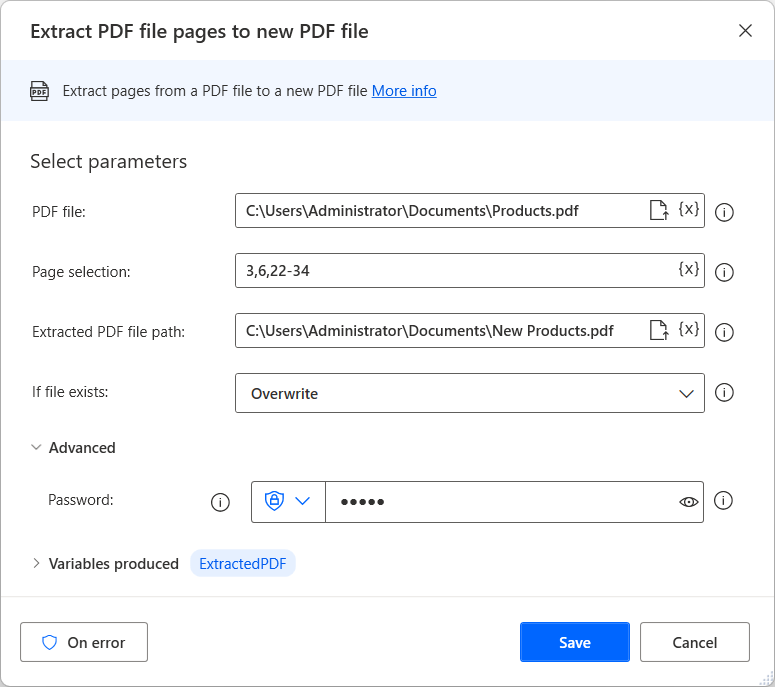 Extract PDF file pages to new PDF file
PDF
Extract pages from a PDF file to a new PDF file More info
Select parameters
PDF file: C:\Users\Administrator\Documents\Products.pdf {x}
Page selection: 3,6,22-34 {x}
Extracted PDF file path: C:\Users\Administrator\Documents\New Products.pdf {x}
If file exists: Overwrite
Advanced
Password: •••••
Variables produced ExtractedPDF
On error Save Cancel